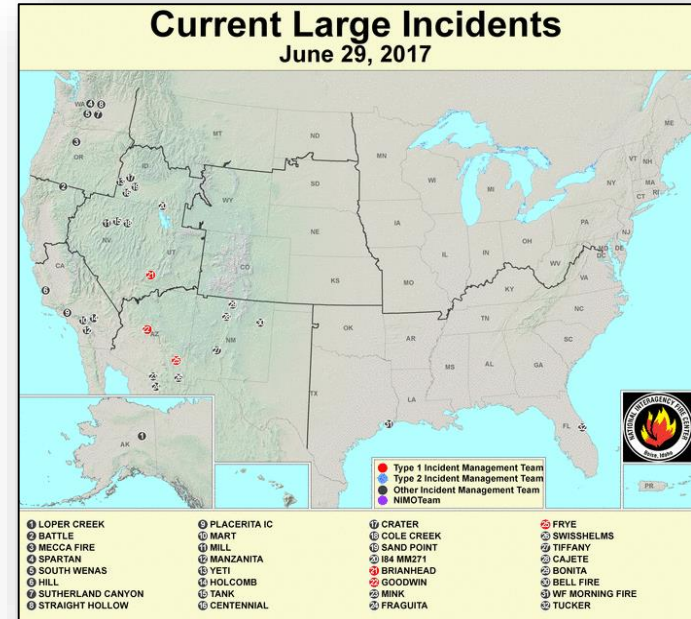 Current Large Incidents
June 29, 2017
WA
OR
ID
MT
ND
MN
WI
MI
ME
VT
NH
NY
MA
CT
RI
SD
WY
NE
IA
IL
IN
OH
PA
NJ
MD
DE
DC
WV
VA
NV
UT
CO
KS
MO
KY
CA
AZ
NM
OK
AR
TN
NC
SC
TX
LA
MS
AL
GA
FL
AK
PR
NATIONAL INTERAGENCY FIRE CENTER
Boise, Idaho
Type 1 Incident Management Team
Type 2 Incident Management Team
Other Incident Management Team
NIMOTeam
1 LOPER CREEK
2 BATTLE
3 MECCA FIRE
4 SPARTAN
5 SOUTH WENAS
6 HILL
7 SUTHERLAND CANYON
8 STRAIGHT HOLLOW
9 PLACERITA IC
10 MART
11 MILL
12 MANZANITA
13 YETI
14 HOLCOMB
15 TANK
16 CENTENNIAL
17 CRATER
18 COLE CREEK
19 SAND POINT
20 I84 MM271
21 BRIANHEAD
22 GOODWIN
23 MINK
24 FRAGUITA
25 FRYE
26 SWISSHELMS
27 TIFFANY
28 CAJETE
29 BONITA
30 BELL FIRE
31 WF MORNING FIRE
32 TUCKER